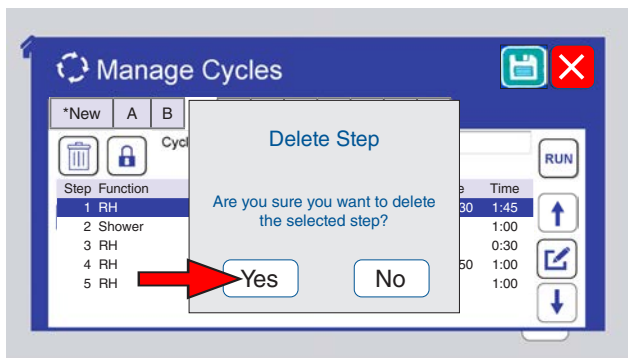 Manage Cycles
*New A B
Cycl
RUN
Step Function e Time
1 RH 30 1:45
2 Shower 1:00
3 RH 0:30
4 RH 50 1:00
5 RH 1:00
Delete Step
Are you sure you want to delete
the selected step?
Yes No